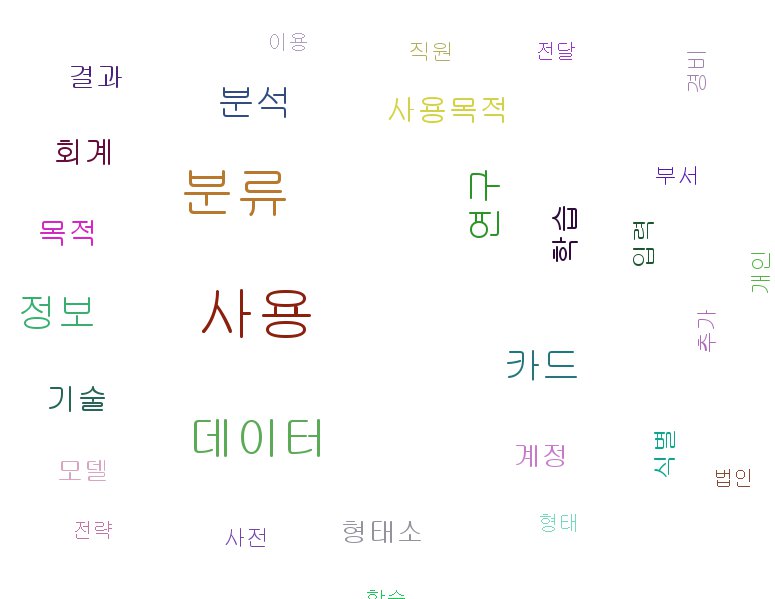 이용
직원
전달
경비
결과
분석
사용목적
회계
분류
연구
학습
부서
입력
목적
개인
정보
사용
추가
카드
기술
데이터
계정
식별
모델
법인
전략
사전
형태소
형태